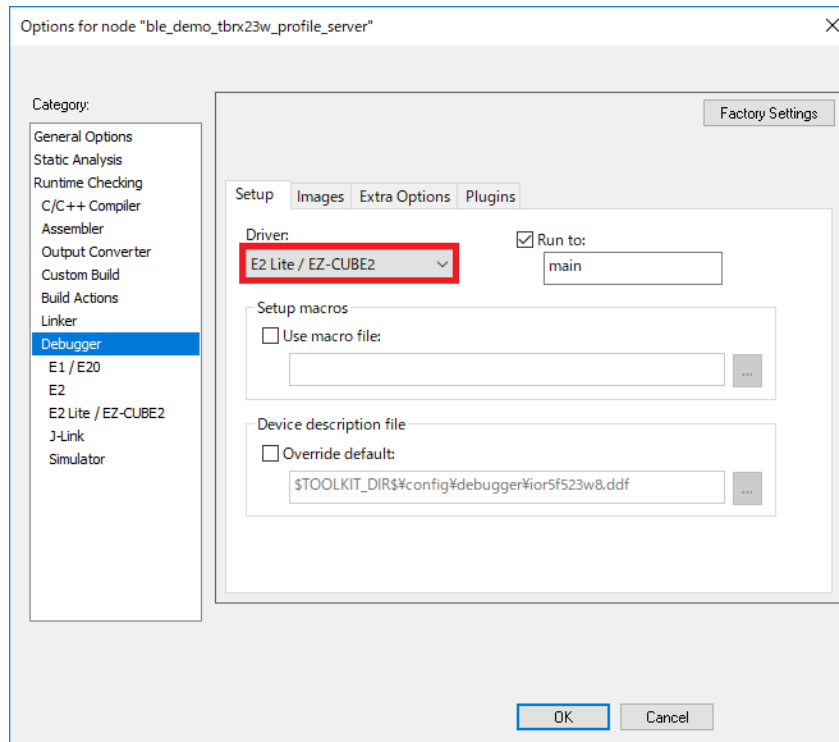 Options for node "ble_demo_tbrx23w_profile_server"
Category:
General Options
Static Analysis
Runtime Checking
C/C++ Compiler
Assembler
Output Converter
Custom Build
Build Actions
Linker
Debugger
E1 / E20
E2
E2 Lite / EZ-CUBE2
J-Link
Simulator
Factory Settings
Setup Images Extra Options Plugins
Driver:
E2 Lite / EZ-CUBE2
Run to:
main
Setup macros
Use macro file:
...
Device description file
Override default:
$TOOLKIT_DIR$¥config¥debugger¥ior5f523w8.ddf
...
OK Cancel